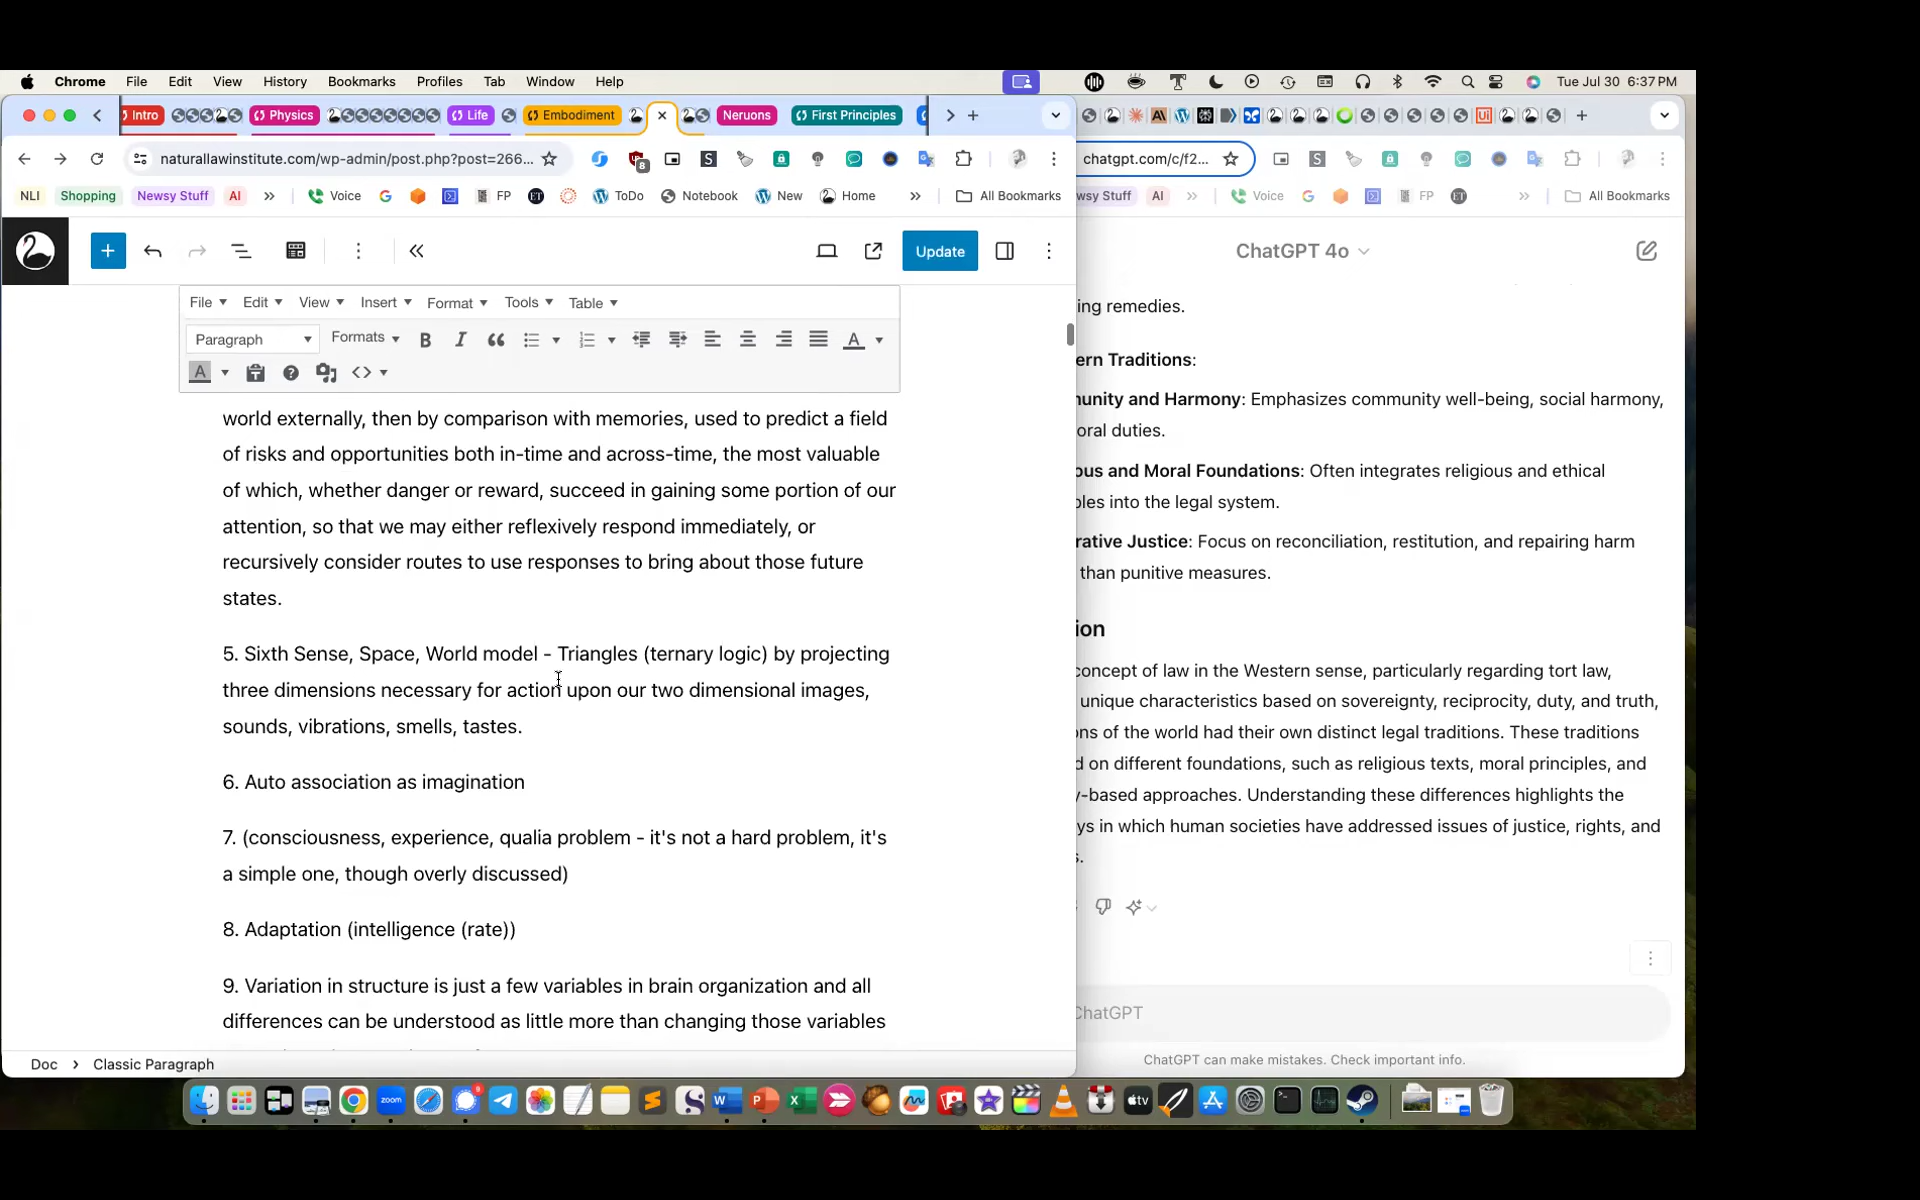 Chrome File Edit View History Bookmarks Profiles Tab Window Help
Tue Jul 30 6:37 PM
Intro Physics Life Embodiment Neruons First Principles
naturallawinstitute.com/wp-admin/post.php?post=266...
8
NLI Shopping Newsy Stuff AI Voice G FP ET ToDo Notebook New Home All Bookmarks
Update
File Edit View Insert Format Tools Table
Paragraph Formats B I A
A
world externally, then by comparison with memories, used to predict a field
of risks and opportunities both in-time and across-time, the most valuable
of which, whether danger or reward, succeed in gaining some portion of our
attention, so that we may either reflexively respond immediately, or
recursively consider routes to use responses to bring about those future
states.
5. Sixth Sense, Space, World model - Triangles (ternary logic) by projecting
three dimensions necessary for action upon our two dimensional images,
sounds, vibrations, smells, tastes.
6. Auto association as imagination
7. (consciousness, experience, qualia problem - it's not a hard problem, it's
a simple one, though overly discussed)
8. Adaptation (intelligence (rate))
9. Variation in structure is just a few variables in brain organization and all
differences can be understood as little more than changing those variables
Doc > Classic Paragraph
chatgpt.com/c/f2...
wsy Stuff AI Voice G FP ET All Bookmarks
ChatGPT 4o
ing remedies.
ern Traditions:
unity and Harmony: Emphasizes community well-being, social harmony,
oral duties.
ous and Moral Foundations: Often integrates religious and ethical
ples into the legal system.
rative Justice: Focus on reconciliation, restitution, and repairing harm
than punitive measures.
ion
concept of law in the Western sense, particularly regarding tort law,
unique characteristics based on sovereignty, reciprocity, duty, and truth,
ons of the world had their own distinct legal traditions. These traditions
d on different foundations, such as religious texts, moral principles, and
y-based approaches. Understanding these differences highlights the
ys in which human societies have addressed issues of justice, rights, and
s.
ChatGPT
ChatGPT can make mistakes. Check important info.
zoom
tv